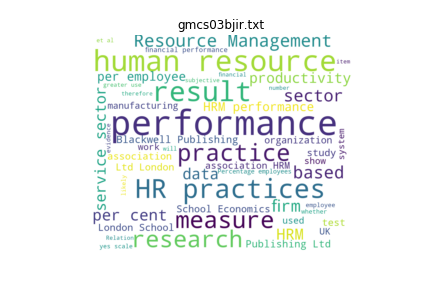 gmcs03bjir.txt
et al
Resource Management
financial performance
human resource
item
per employee
productivity
greater use
subjective
financial
therefore
result
number
sector
manufacturing
HRM performance
performance
service sector
evidence
Blackwell Publishing
organization
work
will
practice
study
system
association
association HRM
show
Ltd London
data
Percentage employees
based
likely
HR practices
firm
School Economics
employee
per cent
measure
used
whether
test
London School
HRM
UK
Relation
research
yes scale
Publishing Ltd